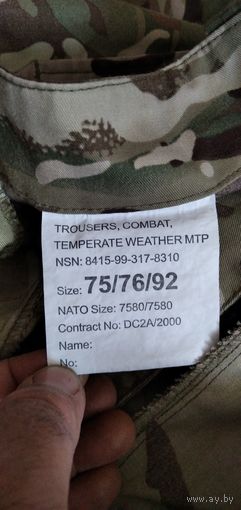 TROUSERS, COMBAT,
TEMPERATE WEATHER MTP
NSN: 8415-99-317-8310
Size: 75/76/92
NATO Size: 7580/7580
Contract No: DC2A/2000
Name:
No:
www.ay.by